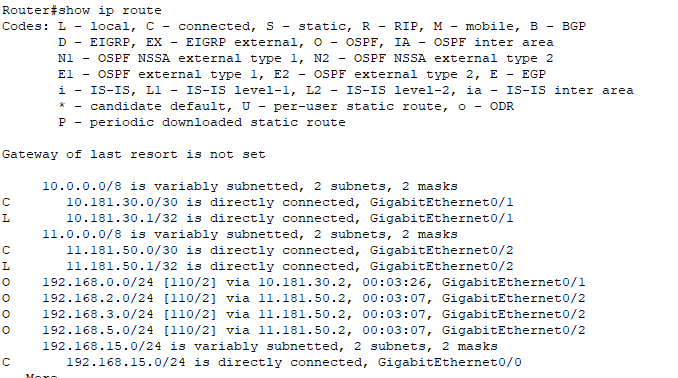 Router#show ip route
Codes: L - local, C - connected, S - static, R - RIP, M - mobile, B - BGP
       D - EIGRP, EX - EIGRP external, O - OSPF, IA - OSPF inter area
       N1 - OSPF NSSA external type 1, N2 - OSPF NSSA external type 2
       E1 - OSPF external type 1, E2 - OSPF external type 2, E - EGP
       i - IS-IS, L1 - IS-IS level-1, L2 - IS-IS level-2, ia - IS-IS inter area
       * - candidate default, U - per-user static route, o - ODR
       P - periodic downloaded static route

Gateway of last resort is not set

     10.0.0.0/8 is variably subnetted, 2 subnets, 2 masks
C       10.181.30.0/30 is directly connected, GigabitEthernet0/1
L       10.181.30.1/32 is directly connected, GigabitEthernet0/1
     11.0.0.0/8 is variably subnetted, 2 subnets, 2 masks
C       11.181.50.0/30 is directly connected, GigabitEthernet0/2
L       11.181.50.1/32 is directly connected, GigabitEthernet0/2
O    192.168.0.0/24 [110/2] via 10.181.30.2, 00:03:26, GigabitEthernet0/1
O    192.168.2.0/24 [110/2] via 11.181.50.2, 00:03:07, GigabitEthernet0/2
O    192.168.3.0/24 [110/2] via 11.181.50.2, 00:03:07, GigabitEthernet0/2
O    192.168.5.0/24 [110/2] via 11.181.50.2, 00:03:07, GigabitEthernet0/2
     192.168.15.0/24 is variably subnetted, 2 subnets, 2 masks
C       192.168.15.0/24 is directly connected, GigabitEthernet0/0
   More